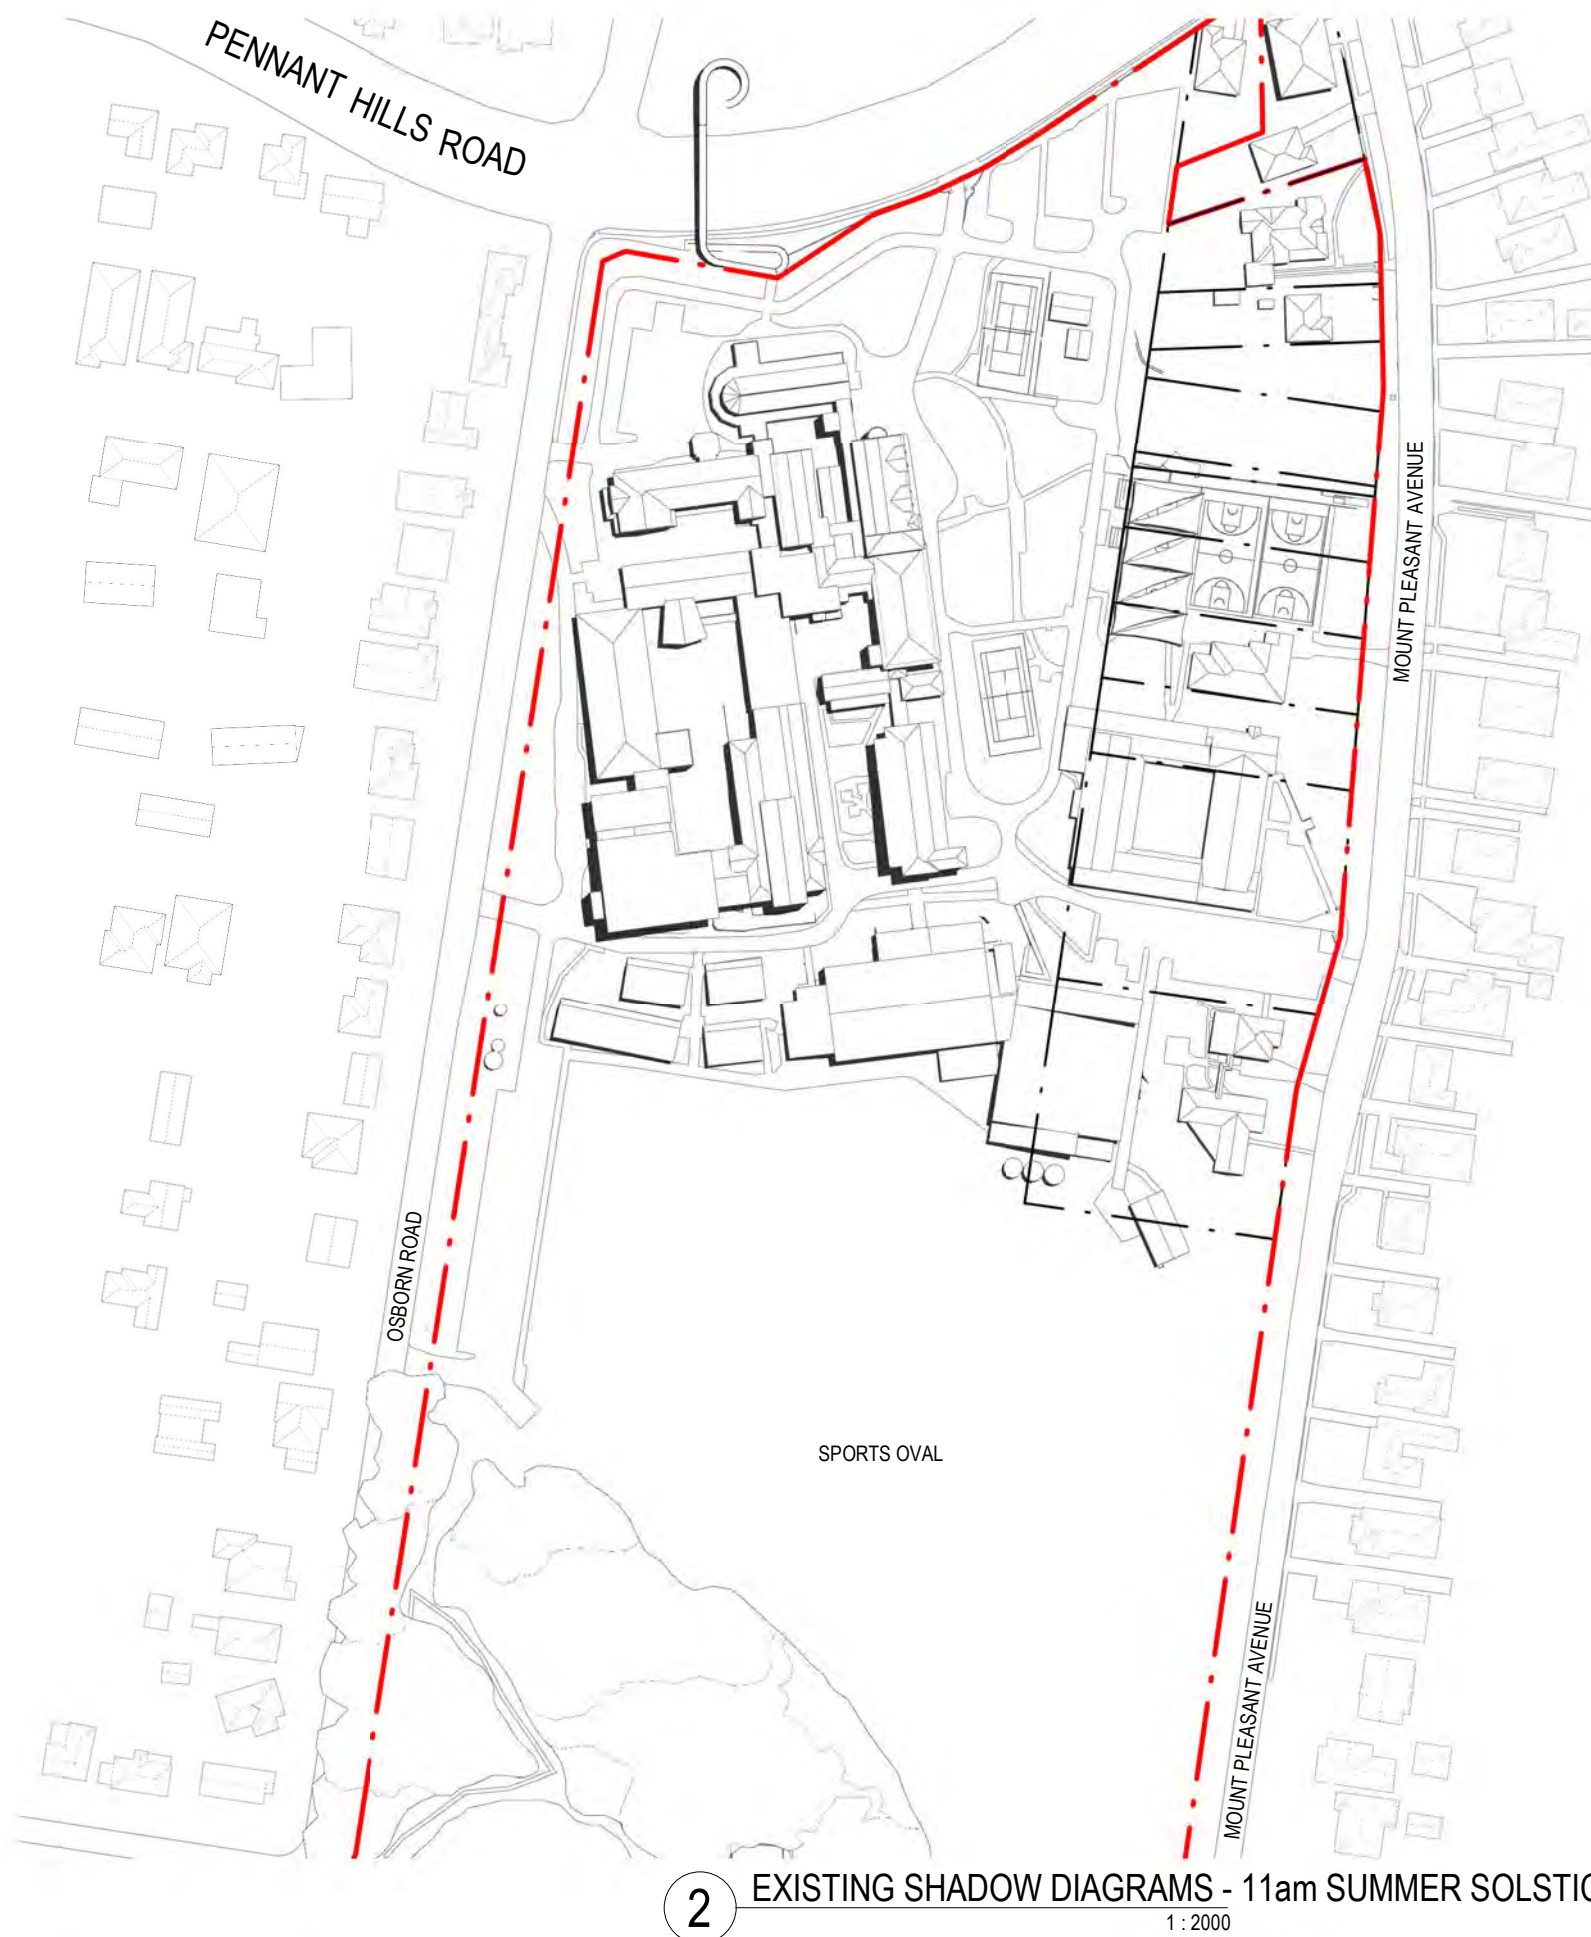 PENNANT HILLS ROAD
MOUNT PLEASANT AVENUE
OSBORN ROAD
SPORTS OVAL
MOUNT PLEASANT AVENUE
2
EXISTING SHADOW DIAGRAMS - 11am SUMMER SOLSTIC
1 : 2000